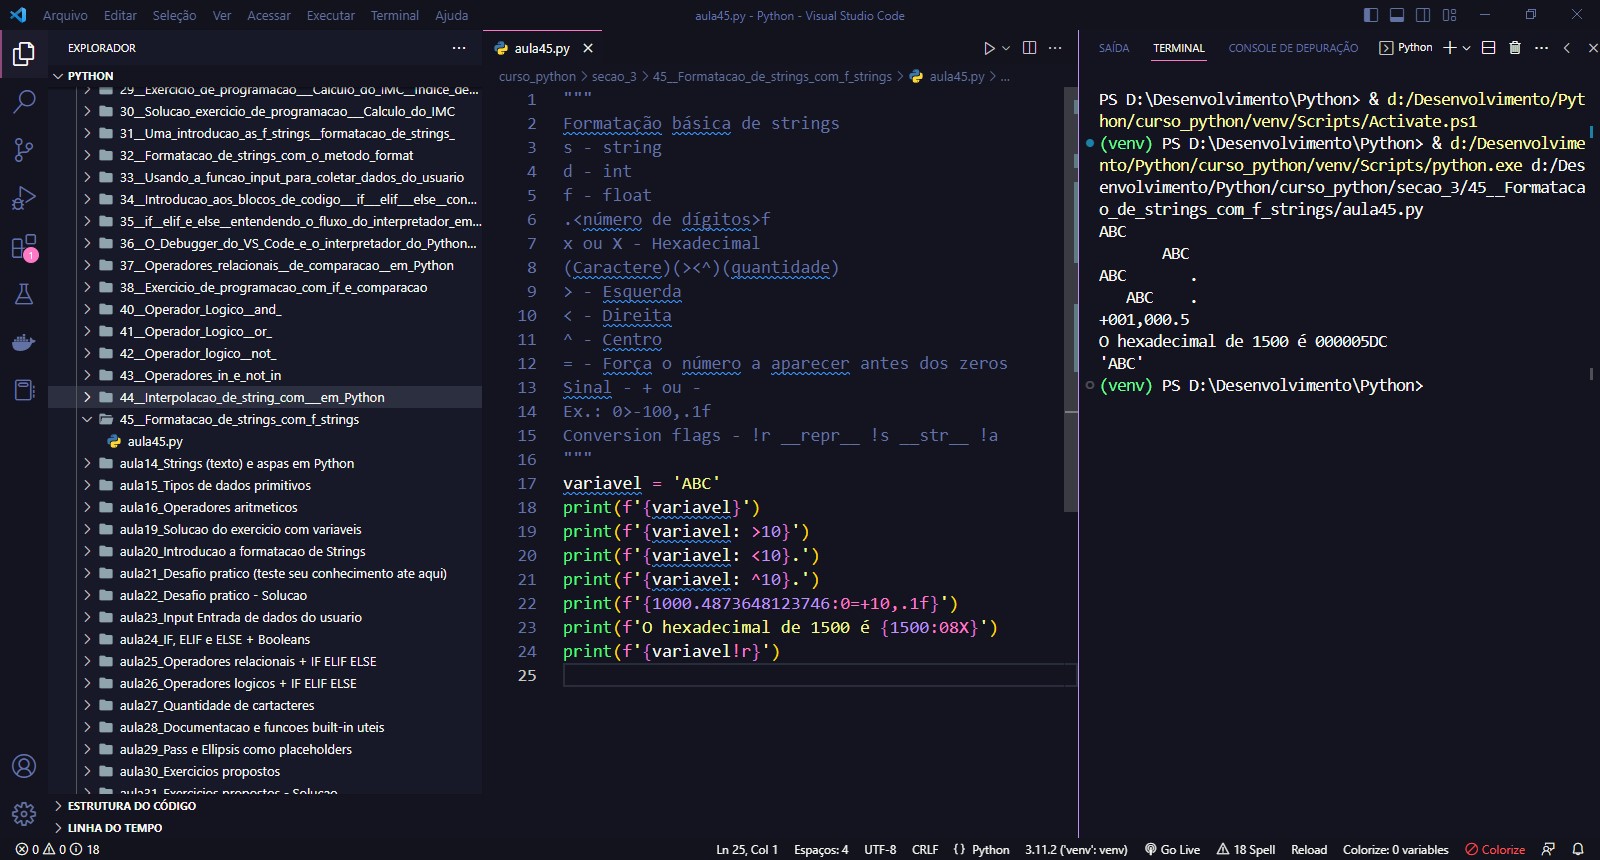 Arquivo Editar Seleção Ver Acessar Executar Terminal Ajuda
aula45.py - Python - Visual Studio Code
EXPLORADOR
PYTHON
29__Exercicio_de_programacao___Calculo_do_IMC__Indice_de...
30__Solucao_exercicio_de_programacao___Calculo_do_IMC
31__Uma_introducao_as_f_strings__formatacao_de_strings_
32__Formatacao_de_strings_com_o_metodo_format
33__Usando_a_funcao_input_para_coletar_dados_do_usuario
34__Introducao_aos_blocos_de_codigo___if___elif___else__con...
35__if__elif_e_else__entendendo_o_fluxo_do_interpretador_em...
36__O_Debugger_do_VS_Code_e_o_interpretador_do_Python...
37__Operadores_relacionais__de_comparacao__em_Python
38__Exercicio_de_programacao_com_if_e_comparacao
40__Operador_Logico__and_
41__Operador_Logico__or_
42__Operador_logico__not_
43__Operadores_in_e_not_in
44__Interpolacao_de_string_com___em_Python
45__Formatacao_de_strings_com_f_strings
aula45.py
aula14_Strings (texto) e aspas em Python
aula15_Tipos de dados primitivos
aula16_Operadores aritmeticos
aula19_Solucao do exercicio com variaveis
aula20_Introducao a formatacao de Strings
aula21_Desafio pratico (teste seu conhecimento ate aqui)
aula22_Desafio pratico - Solucao
aula23_Input Entrada de dados do usuario
aula24_IF, ELIF e ELSE + Booleans
aula25_Operadores relacionais + IF ELIF ELSE
aula26_Operadores logicos + IF ELIF ELSE
aula27_Quantidade de cartacteres
aula28_Documentacao e funcoes built-in uteis
aula29_Pass e Ellipsis como placeholders
aula30_Exercicios propostos
aula31_Exercicios propostos - Solucao
ESTRUTURA DO CÓDIGO
LINHA DO TEMPO
1
aula45.py
curso_python > secao_3 > 45__Formatacao_de_strings_com_f_strings > aula45.py > ...
1 """
2 Formatação básica de strings
3 s - string
4 d - int
5 f - float
6 .<número de dígitos>f
7 x ou X - Hexadecimal
8 (Caractere)(><^)(quantidade)
9 > - Esquerda
10 < - Direita
11 ^ - Centro
12 = - Força o número a aparecer antes dos zeros
13 Sinal - + ou -
14 Ex.: 0>-100,.1f
15 Conversion flags - !r __repr__ !s __str__ !a
16 """
17 variavel = 'ABC'
18 print(f'{variavel}')
19 print(f'{variavel: >10}')
20 print(f'{variavel: <10}.')
21 print(f'{variavel: ^10}.')
22 print(f'{1000.4873648123746:0=+10,.1f}')
23 print(f'O hexadecimal de 1500 é {1500:08X}')
24 print(f'{variavel!r}')
25
SAÍDA TERMINAL CONSOLE DE DEPURAÇÃO Python
PS D:\Desenvolvimento\Python> & d:/Desenvolvimento/Pyt
hon/curso_python/venv/Scripts/Activate.ps1
(venv) PS D:\Desenvolvimento\Python> & d:/Desenvolvime
nto/Python/curso_python/venv/Scripts/python.exe d:/Des
envolvimento/Python/curso_python/secao_3/45__Formataca
o_de_strings_com_f_strings/aula45.py
ABC
       ABC
ABC       .
   ABC    .
+001,000.5
O hexadecimal de 1500 é 000005DC
'ABC'
(venv) PS D:\Desenvolvimento\Python>
0 0 18 Ln 25, Col 1 Espaços: 4 UTF-8 CRLF {} Python 3.11.2 ('venv': venv) Go Live 18 Spell Reload Colorize: 0 variables Colorize